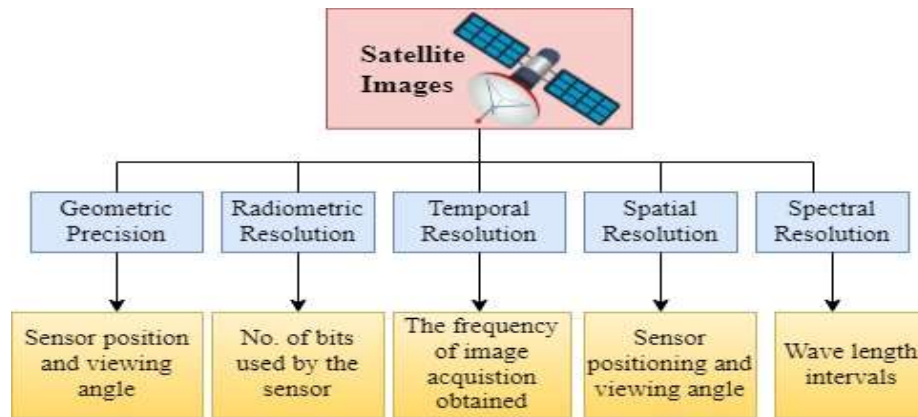 Satellite
Images
Geometric
Precision
Radiometric
Resolution
Temporal
Resolution
Spatial
Resolution
Spectral
Resolution
Sensor position
and viewing
angle
No. of bits
used by the
sensor
The frequency
of image
acquistion
obtained
Sensor
positioning and
viewing angle
Wave length
intervals